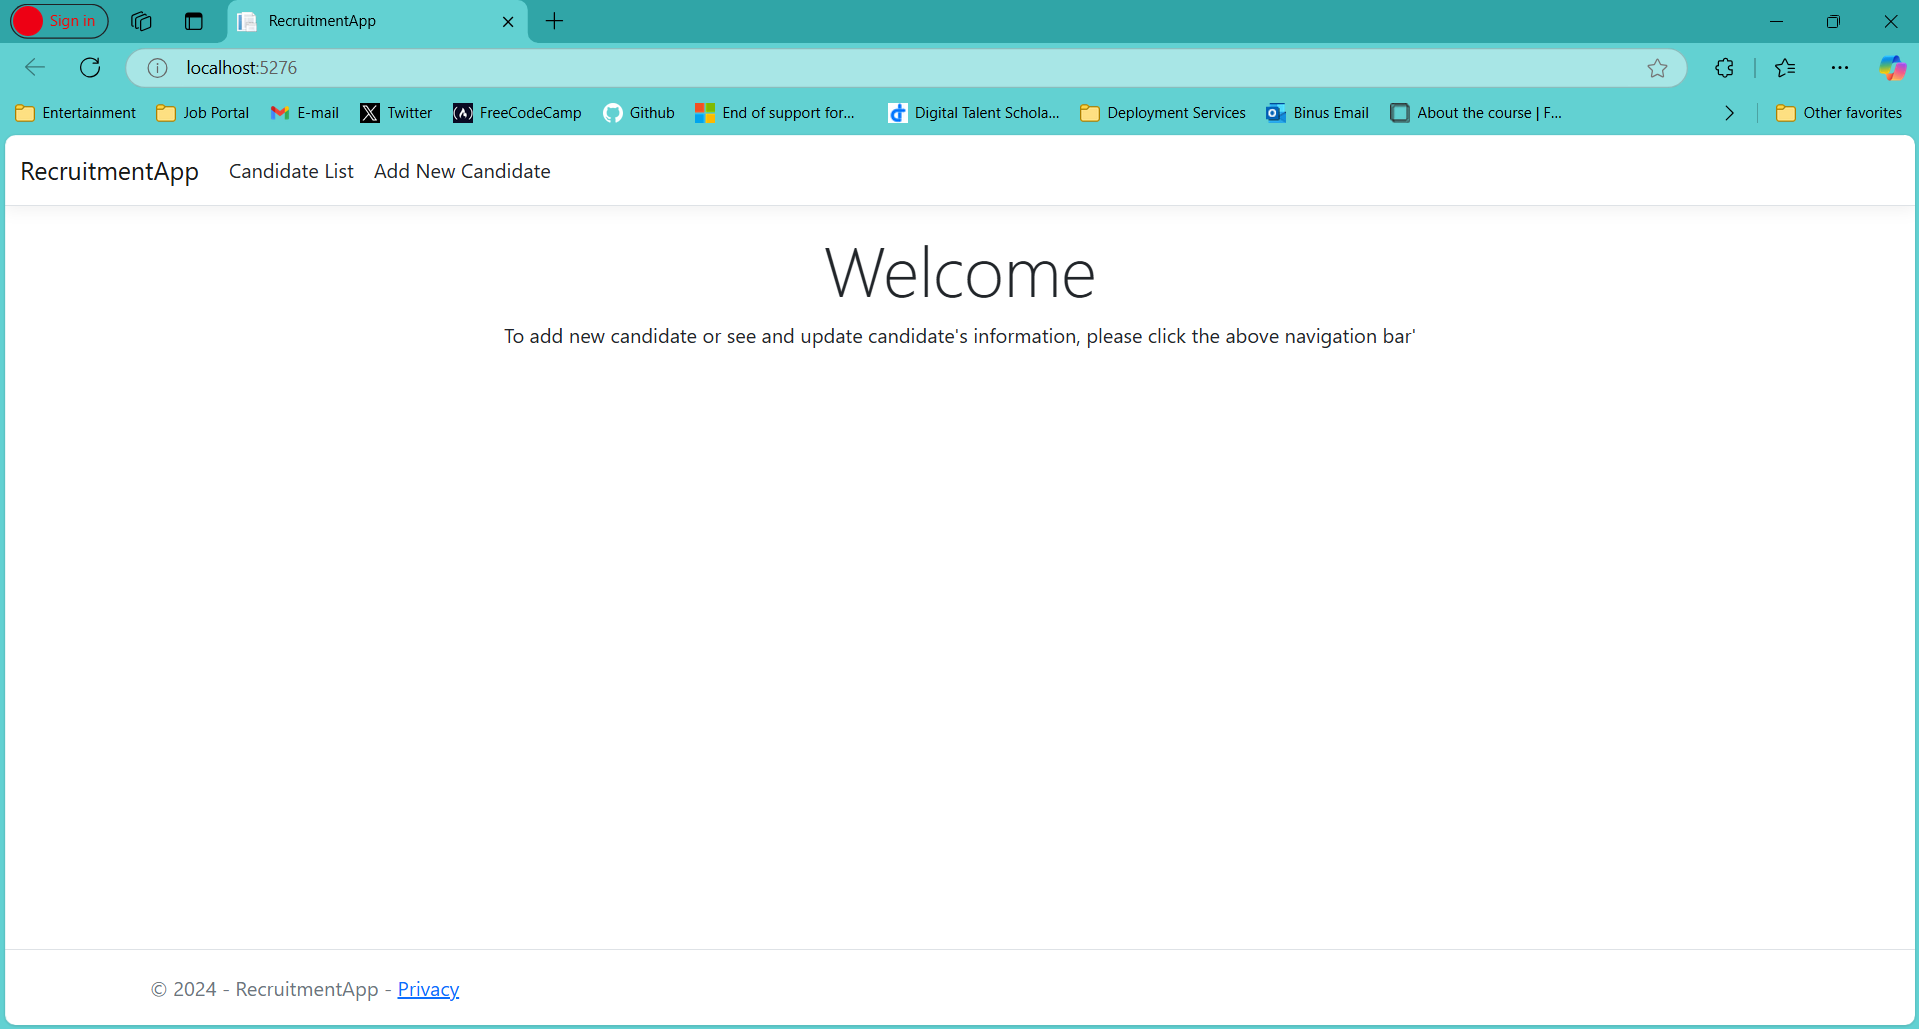 Sign in
RecruitmentApp
localhost:5276
Entertainment Job Portal E-mail Twitter FreeCodeCamp Github End of support for... Digital Talent Schola... Deployment Services Binus Email About the course | F... Other favorites
RecruitmentApp Candidate List Add New Candidate
Welcome
To add new candidate or see and update candidate's information, please click the above navigation bar'
© 2024 - RecruitmentApp - Privacy